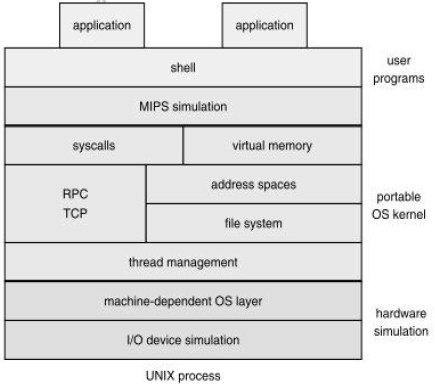 application
application
shell
user
programs
MIPS simulation
syscalls
virtual memory
RPC
TCP
address spaces
portable
OS kernel
file system
thread management
machine-dependent OS layer
hardware
simulation
I/O device simulation
UNIX process